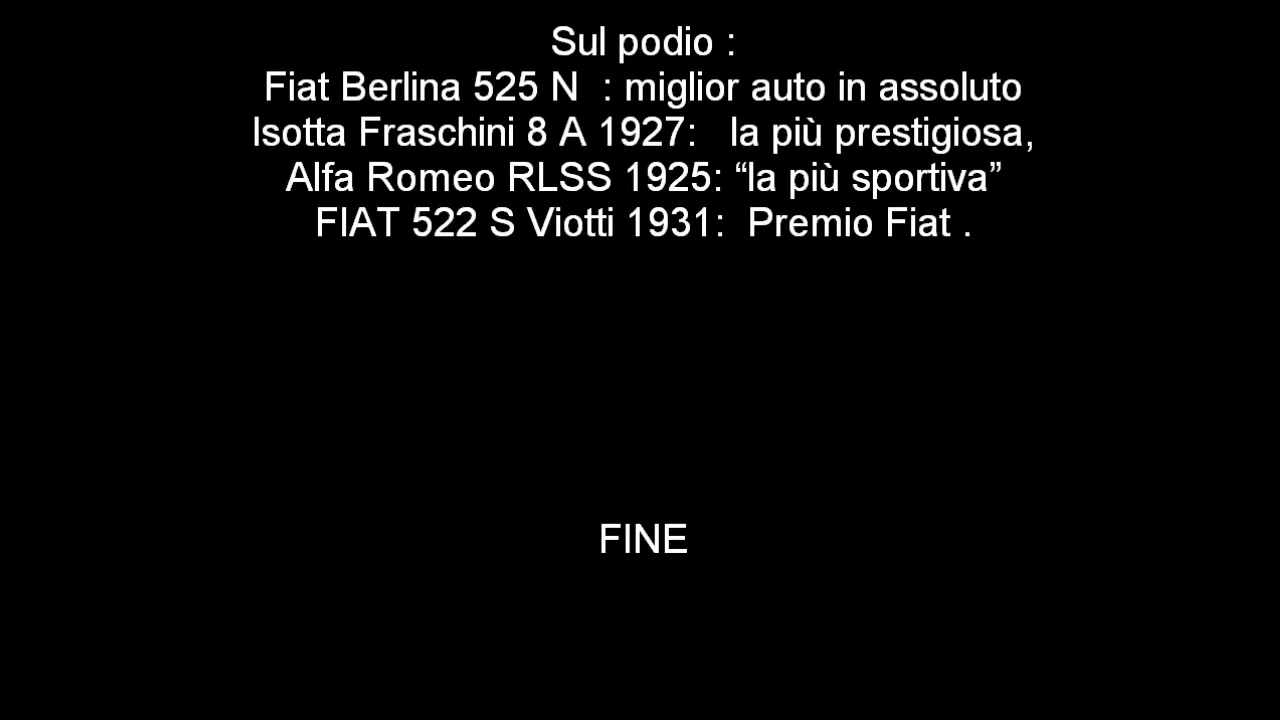 Sul podio :
Fiat Berlina 525 N  : miglior auto in assoluto
Isotta Fraschini 8 A 1927:   la più prestigiosa,
Alfa Romeo RLSS 1925: “la più sportiva”
FIAT 522 S Viotti 1931:  Premio Fiat .
FINE